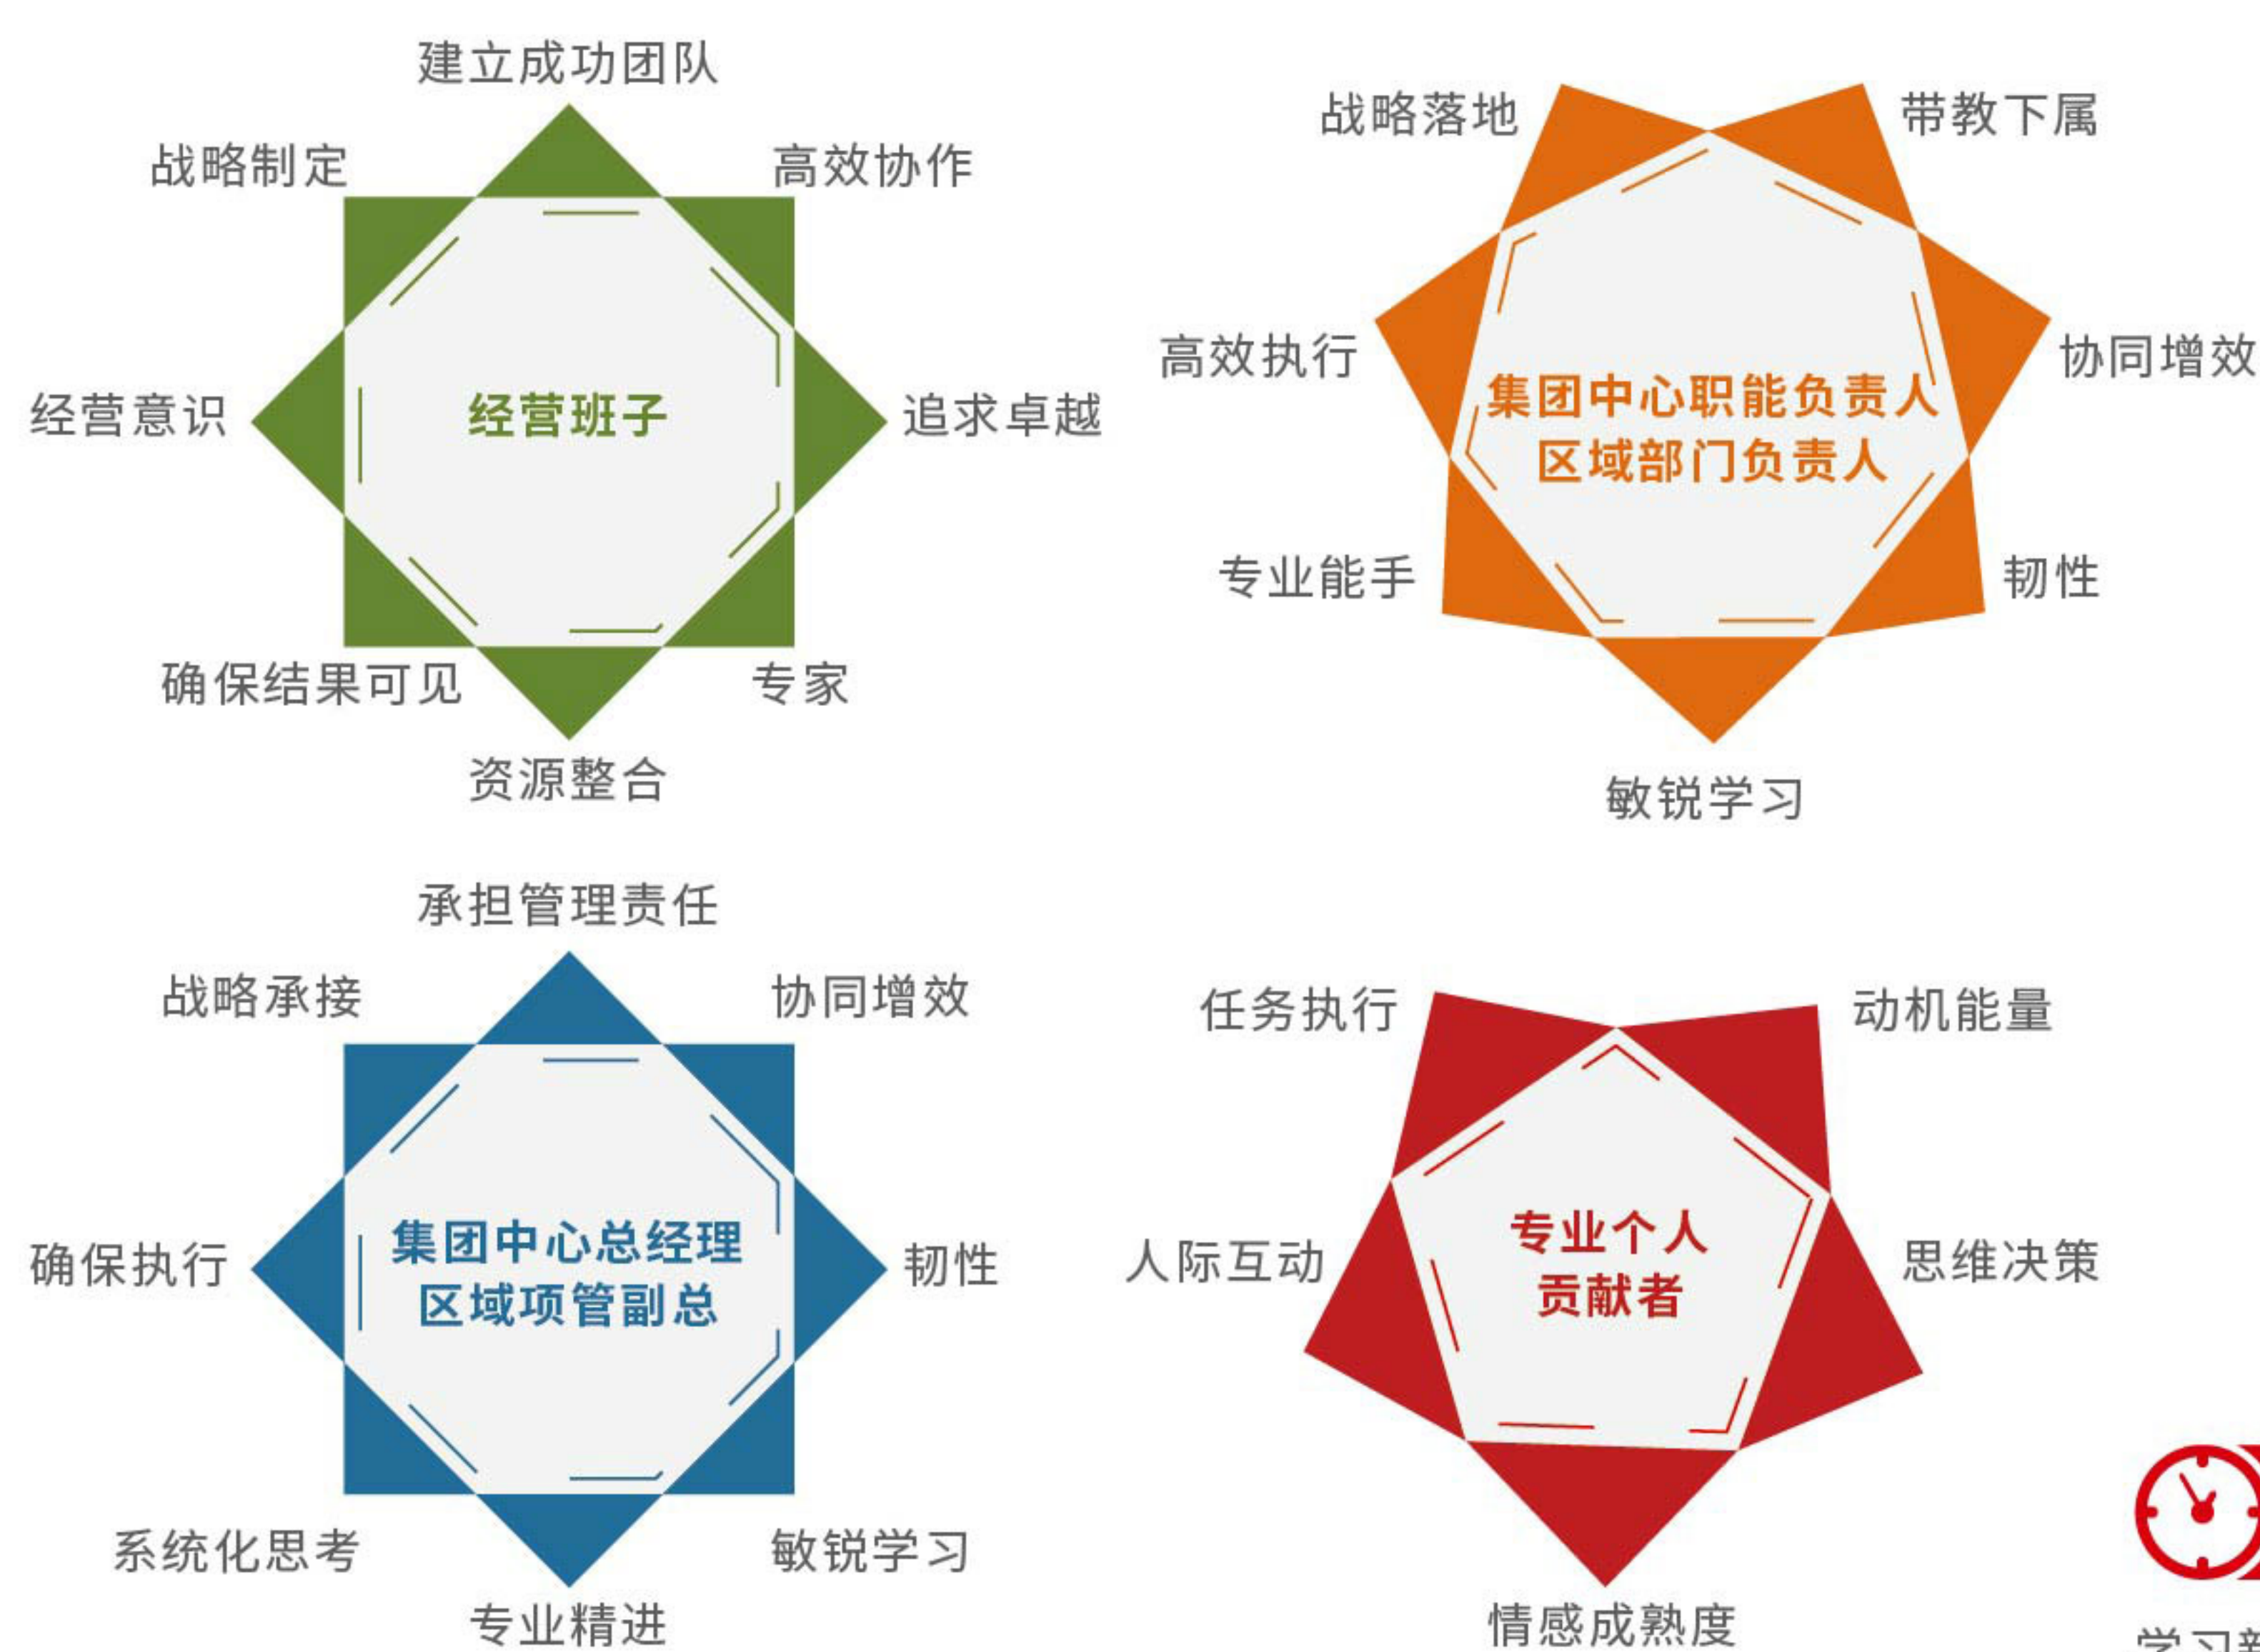 建立成功团队
战略制定
高效协作
经营意识
经营班子
追求卓越
确保结果可见
专家
资源整合
战略落地
带教下属
高效执行
协同增效
集团中心职能负责人
区域部门负责人
专业能手
韧性
敏锐学习
承担管理责任
战略承接
协同增效
确保执行
集团中心总经理
区域项管副总
韧性
系统化思考
敏锐学习
专业精进
任务执行
动机能量
人际互动
专业个人
贡献者
思维决策
情感成熟度